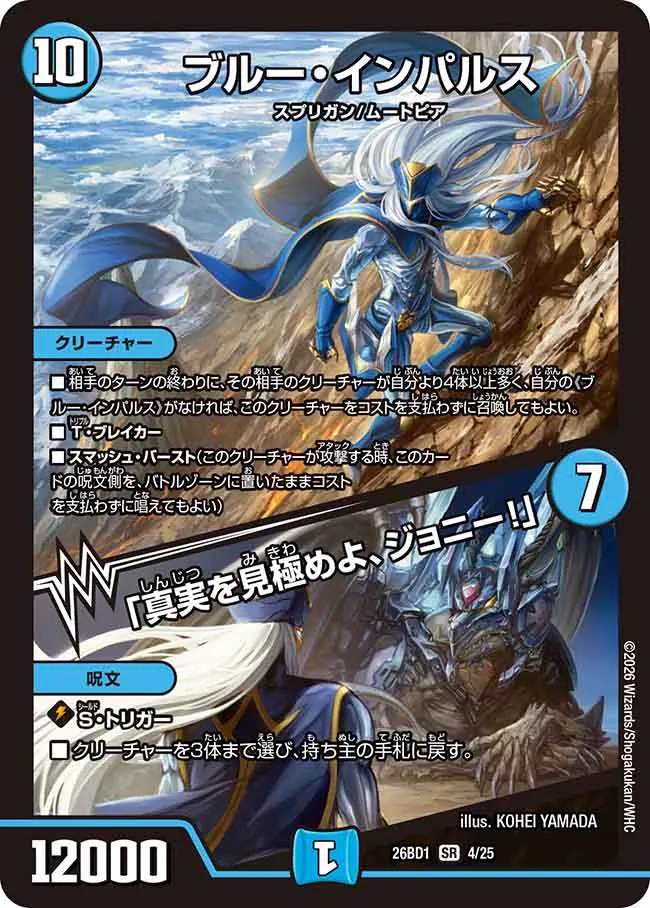 10
ブルー・インパルス
スプリガン/ムートピア
クリーチャー
■相手のターンの終わりに、その相手のクリーチャーが自分より4体以上多く、自分の《ブ
ルー・インパルス》がなければ、このクリーチャーをコストを支払わずに召喚してもよい。
■T・ブレイカー
■スマッシュ・バースト(このクリーチャーが攻撃する時、このカー
ドの呪文側を、バトルゾーンに置いたままコスト
を支払わずに唱えてもよい)
7
「真実を見極めよ、ジョニー!」
呪文
S・トリガー
■クリーチャーを3体まで選び、持ち主の手札に戻す。
illus. KOHEI YAMADA
©2026 Wizards/Shogakukan/WHC
12000
1
26BD1 SR 4/25